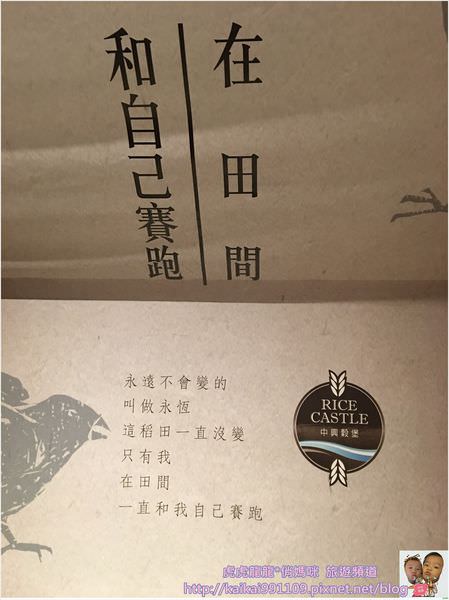 在田間
和自己賽跑
永遠不會變的
叫做永恆
這稻田一直沒變
只有我
在田間
一直和我自己賽跑
RICE
CASTLE
中興穀堡
虎虎龍龍*俏媽咪 旅遊頻道
http://kaikai991109.pixnet.net/blog